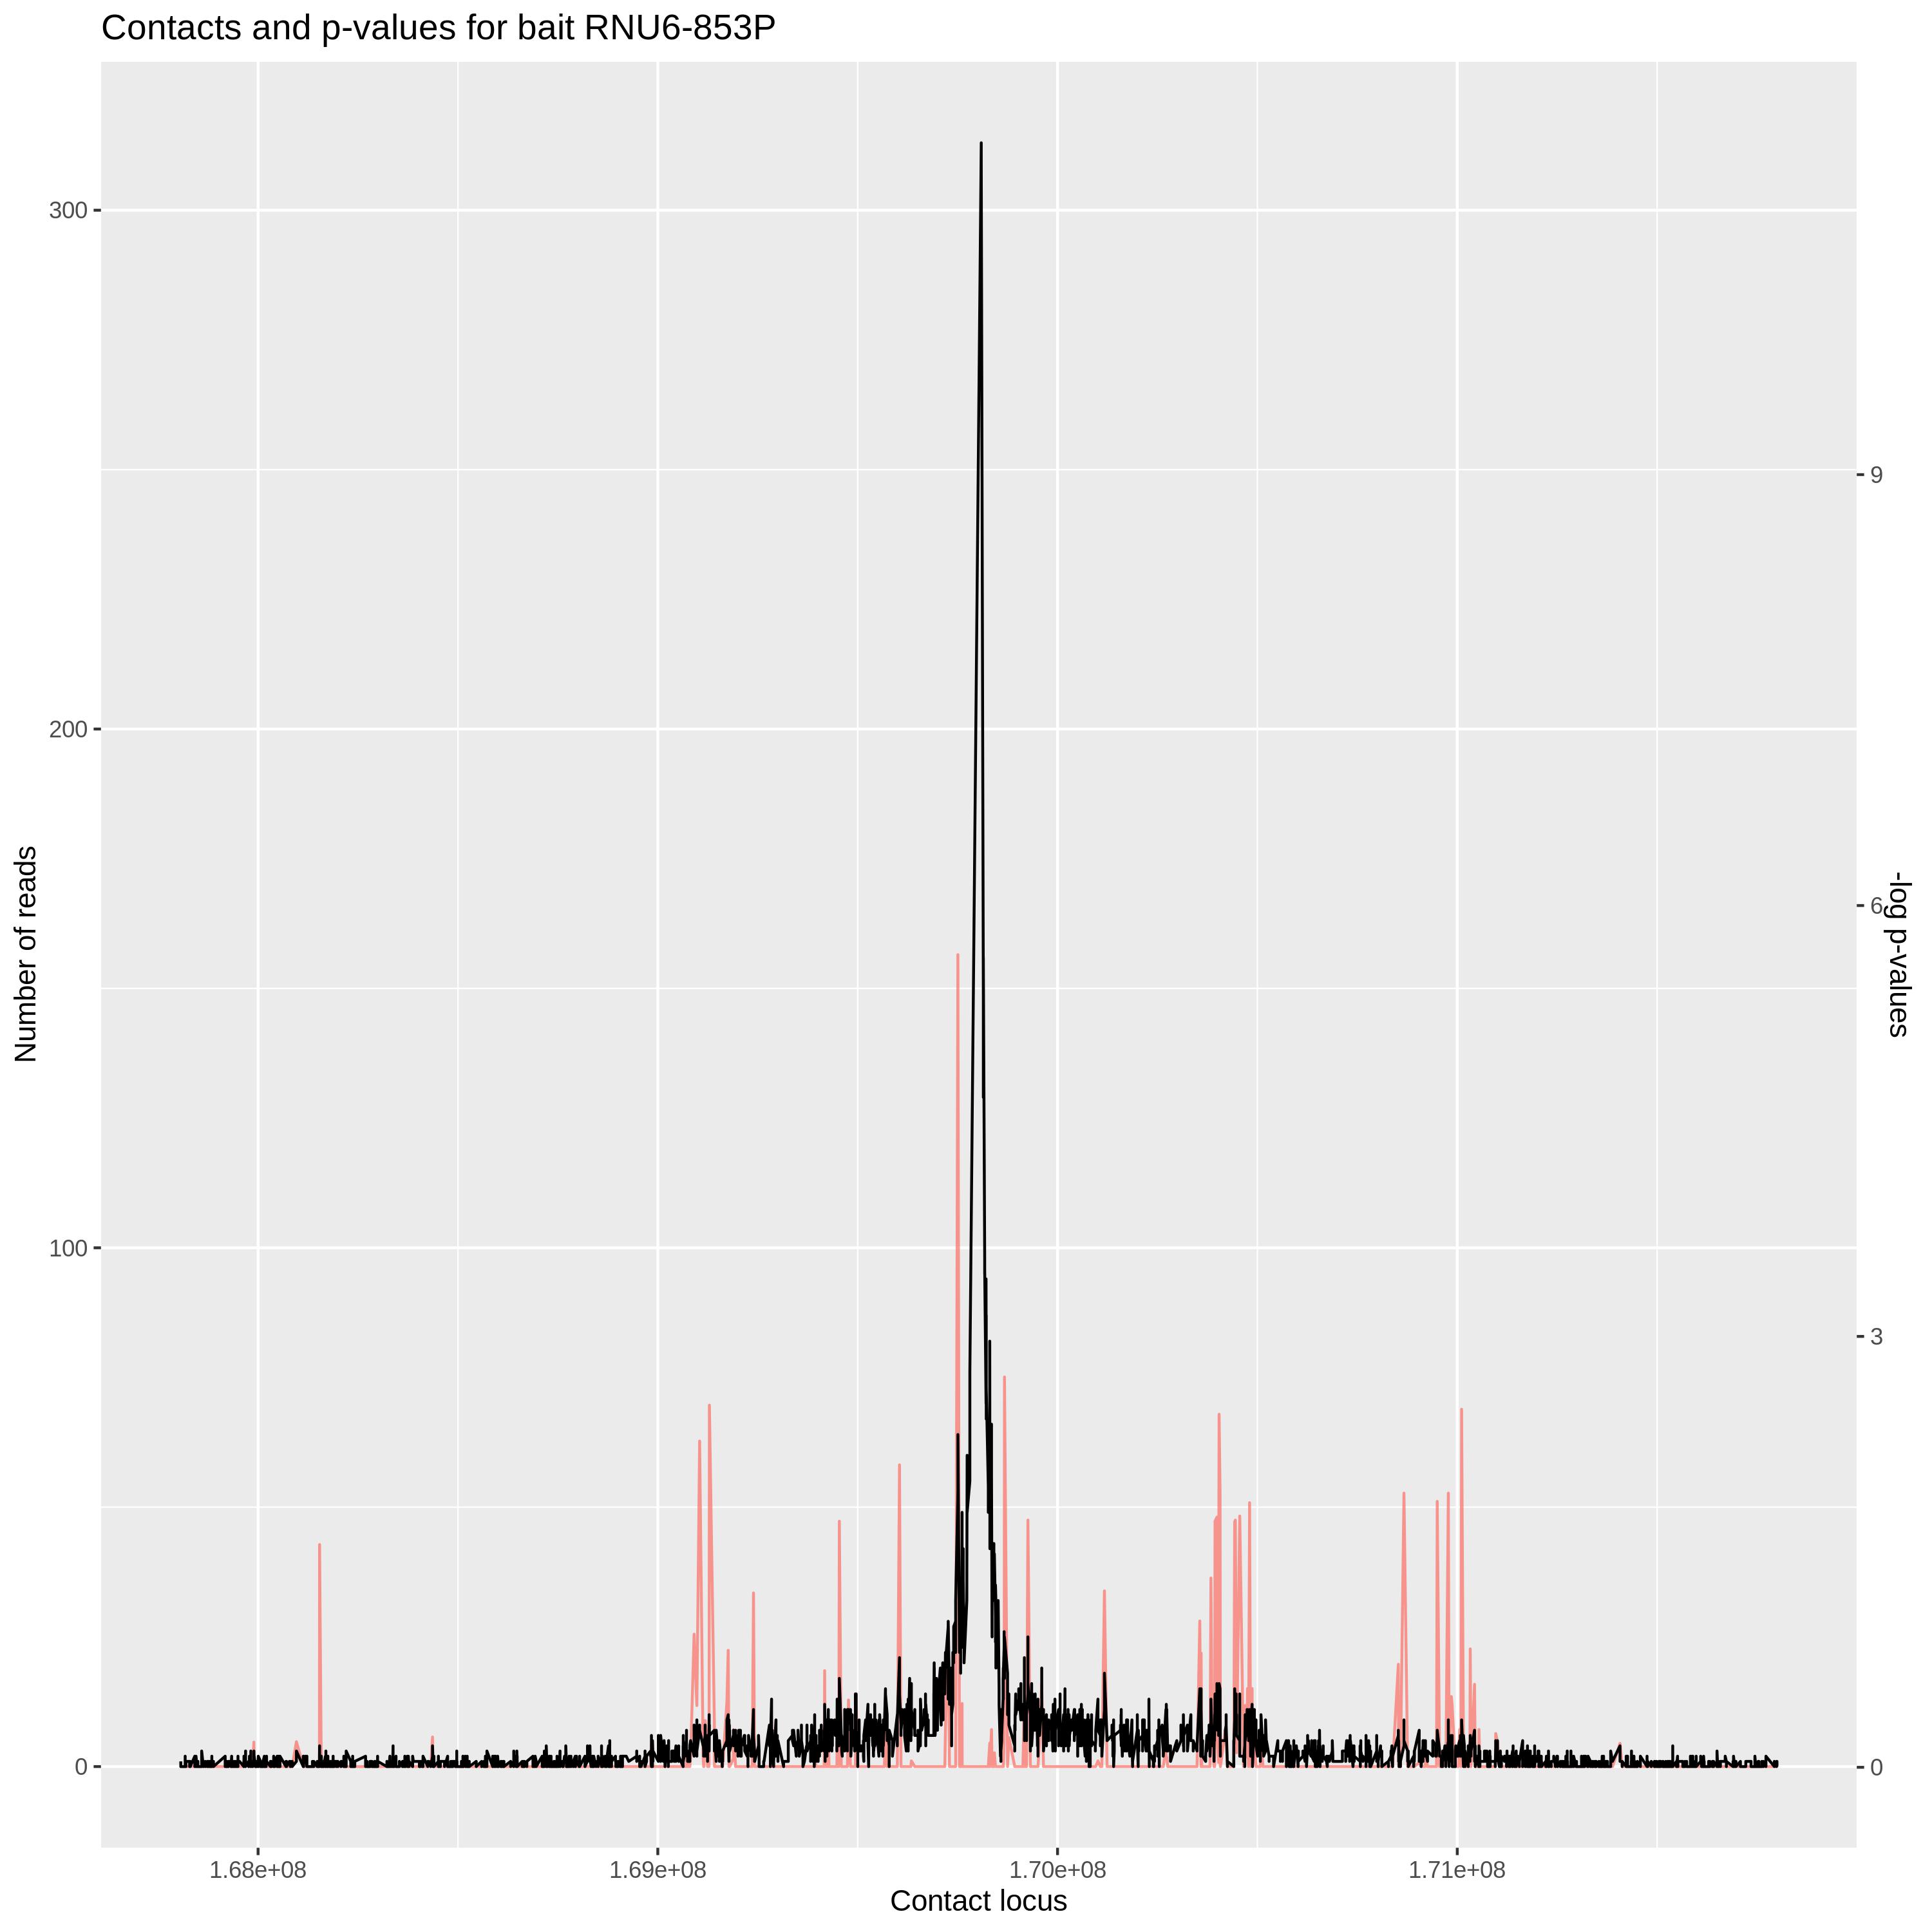 Contacts and p-values for bait RNU6-853P
300
200
100
0
Number of reads
9
6
3
0
-log p-values
1.68e+08
1.69e+08
1.70e+08
1.71e+08
Contact locus